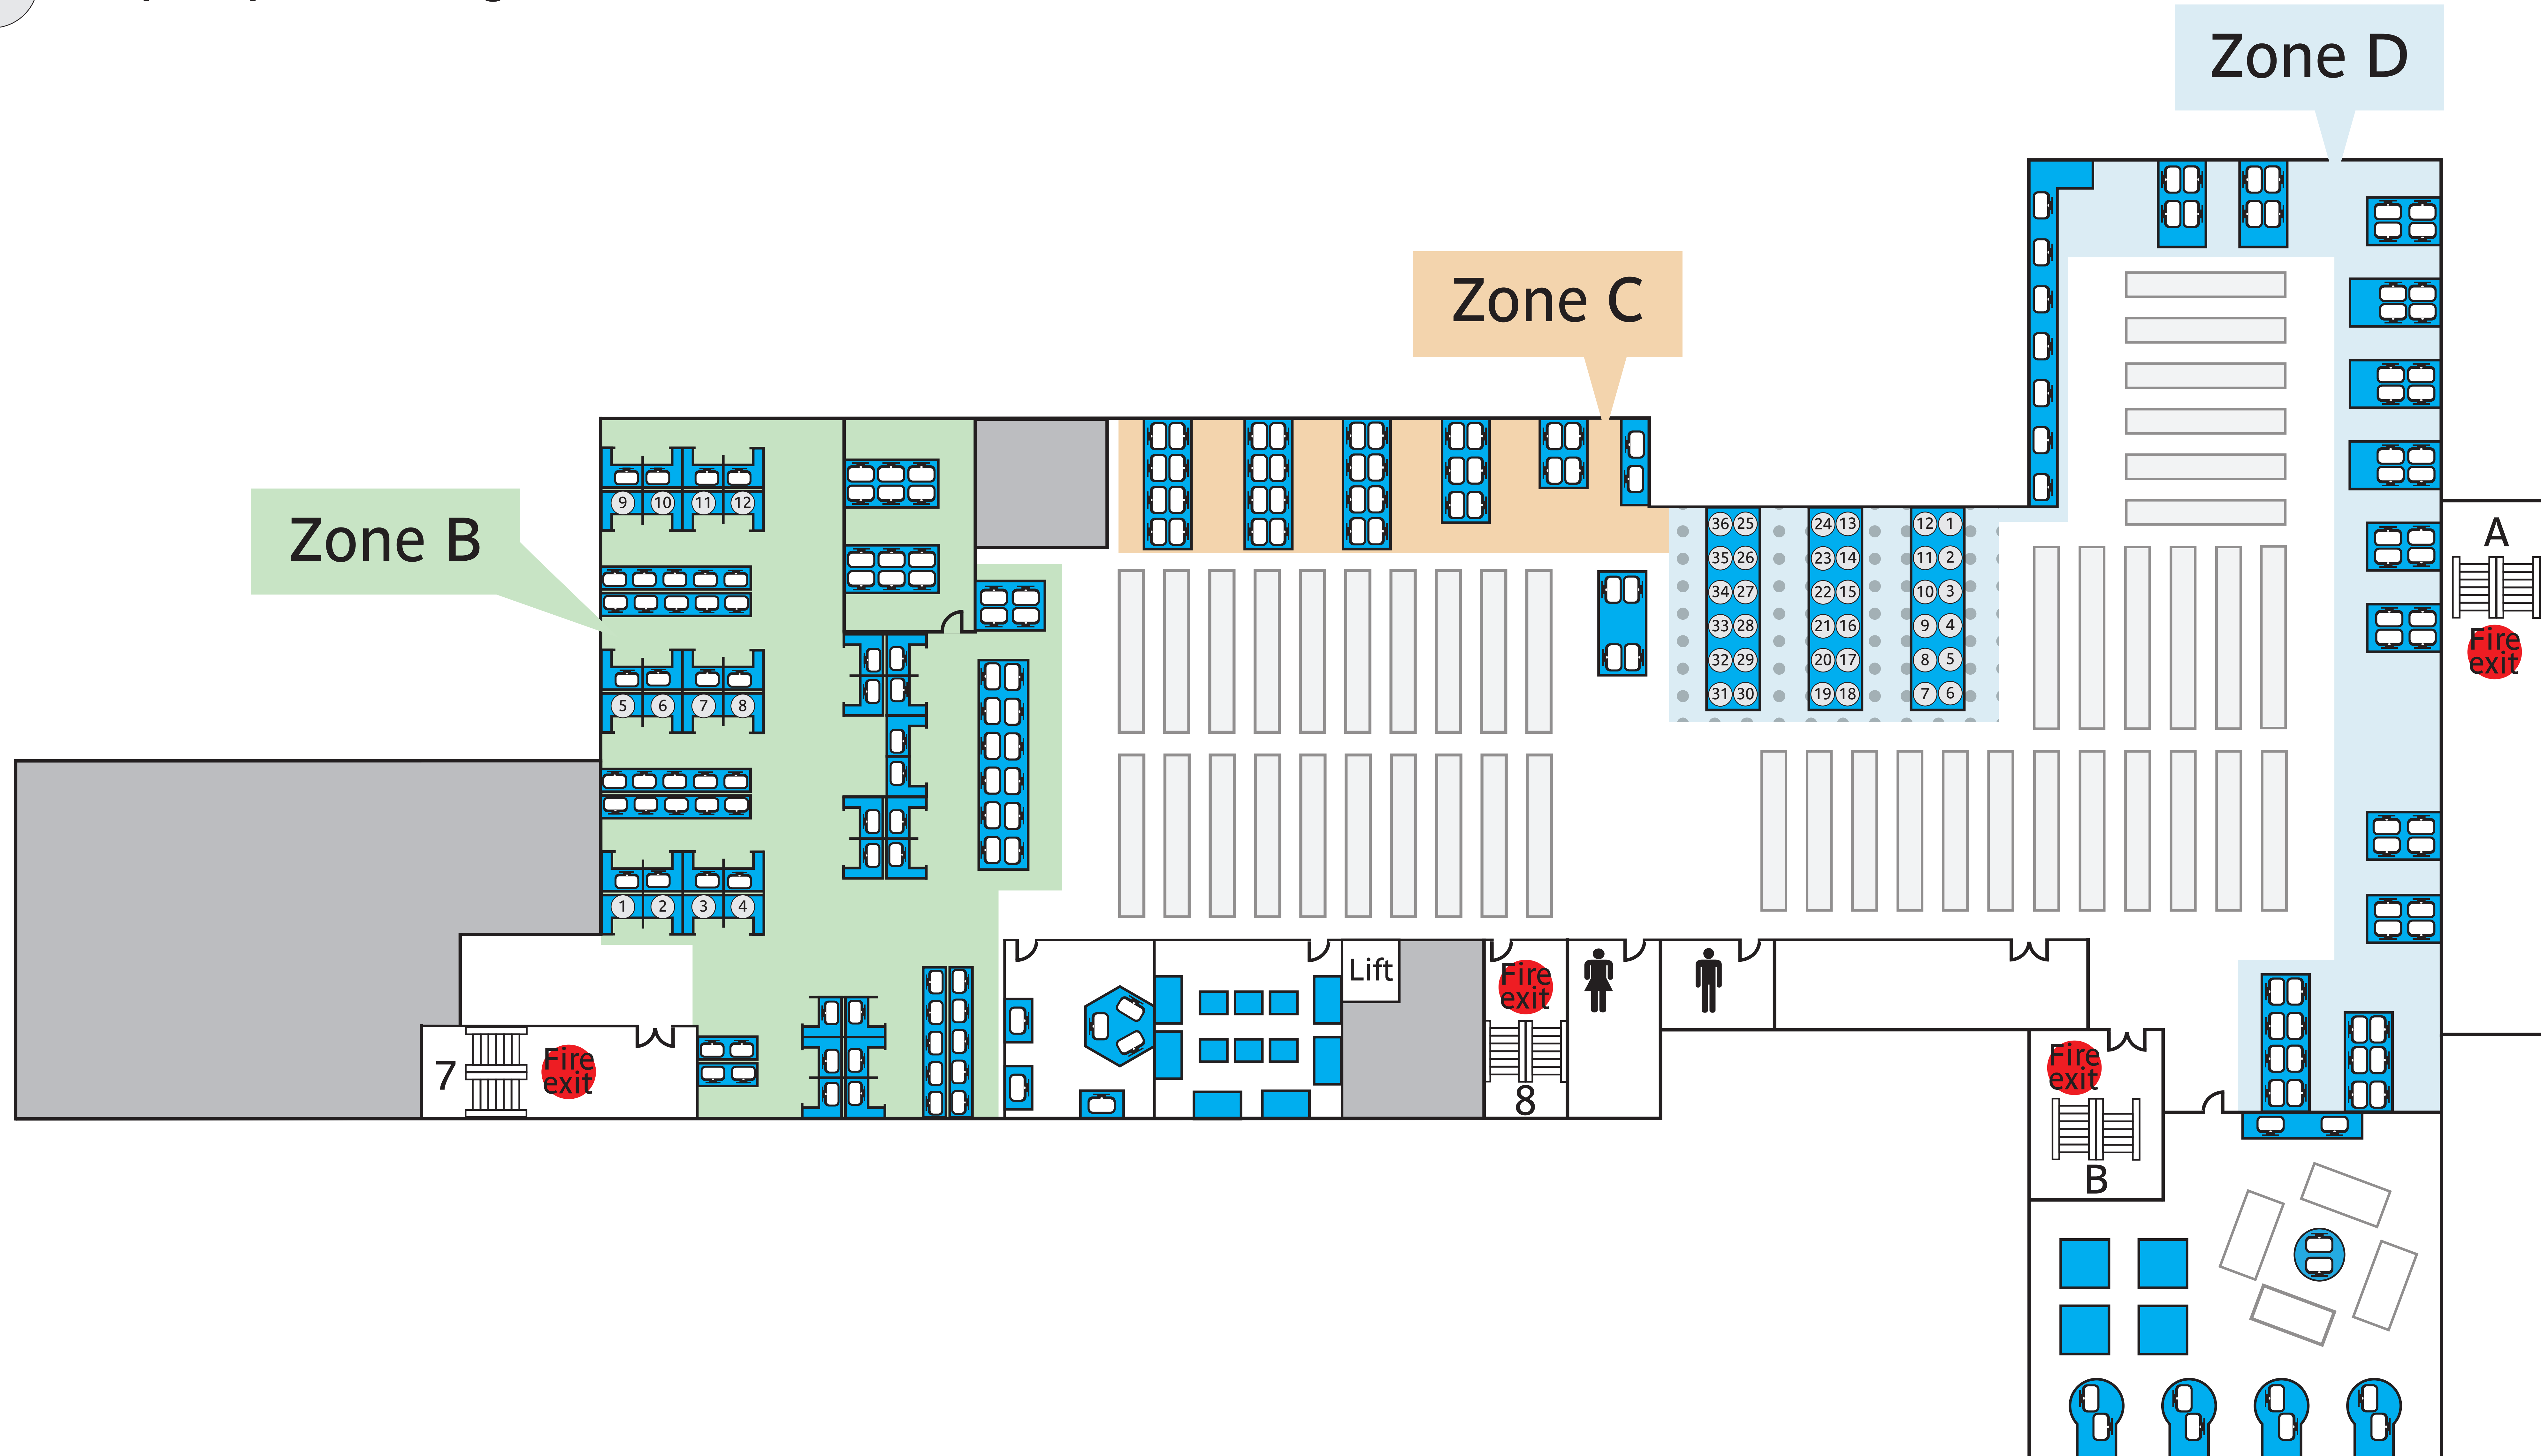 Zone D
Zone C
Zone B
9 10 11 12
5 6 7 8
1 2 3 4
36 25 24 13 12 1
35 26 23 14 11 2
34 27 22 15 10 3
33 28 21 16 9 4
32 29 20 17 8 5
31 30 19 18 7 6
A
Fire
exit
Lift
Fire
exit
8
7
Fire
exit
Fire
exit
B